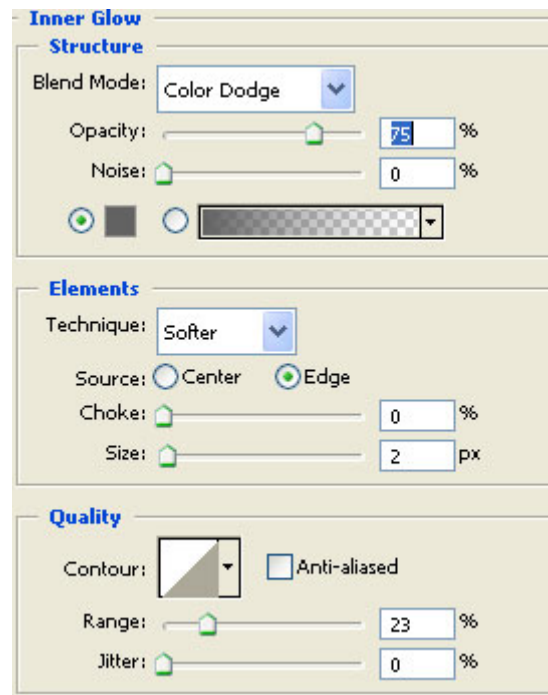 Inner Glow
Structure
Blend Mode: Color Dodge
Opacity: 75 %
Noise: 0 %
Elements
Technique: Softer
Source: Center Edge
Choke: 0 %
Size: 2 px
Quality
Contour: Anti-aliased
Range: 23 %
Jitter: 0 %